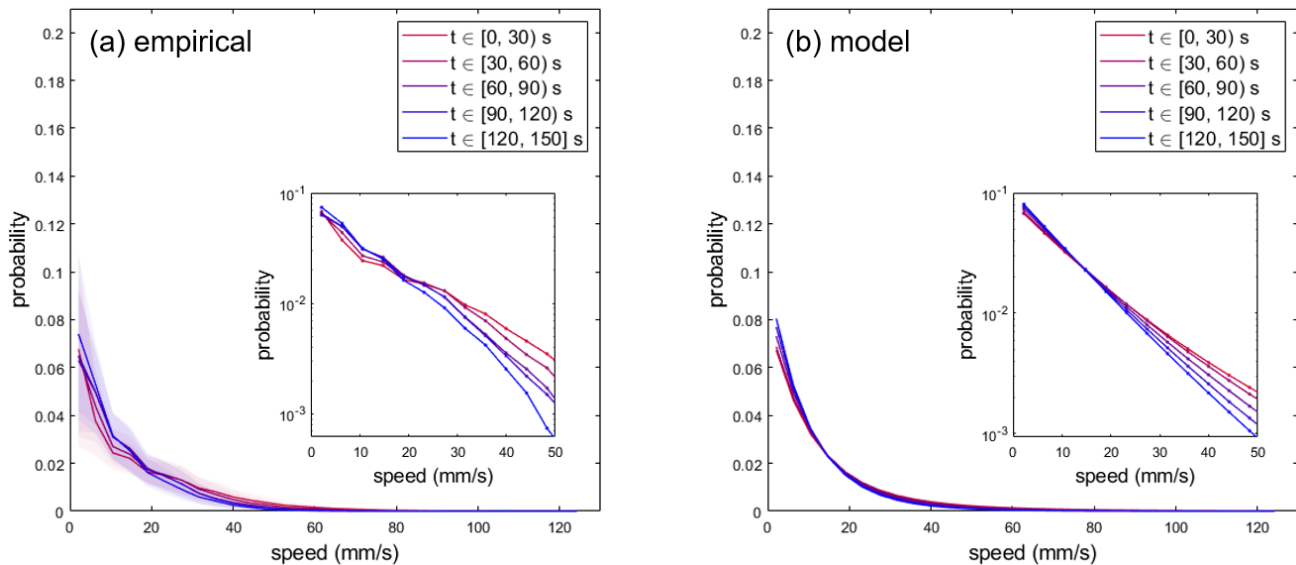 (a) empirical
t ∈ [0, 30) s
t ∈ [30, 60) s
t ∈ [60, 90) s
t ∈ [90, 120) s
t ∈ [120, 150] s
0.2
0.18
0.16
0.14
0.12
0.1
0.08
0.06
0.04
0.02
0
probability
0 20 40 60 80 100 120
speed (mm/s)
10^-1
10^-2
10^-3
probability
0 10 20 30 40 50
speed (mm/s)
(b) model
t ∈ [0, 30) s
t ∈ [30, 60) s
t ∈ [60, 90) s
t ∈ [90, 120) s
t ∈ [120, 150] s
0.2
0.18
0.16
0.14
0.12
0.1
0.08
0.06
0.04
0.02
0
probability
0 20 40 60 80 100 120
speed (mm/s)
10^-1
10^-2
10^-3
probability
0 10 20 30 40 50
speed (mm/s)